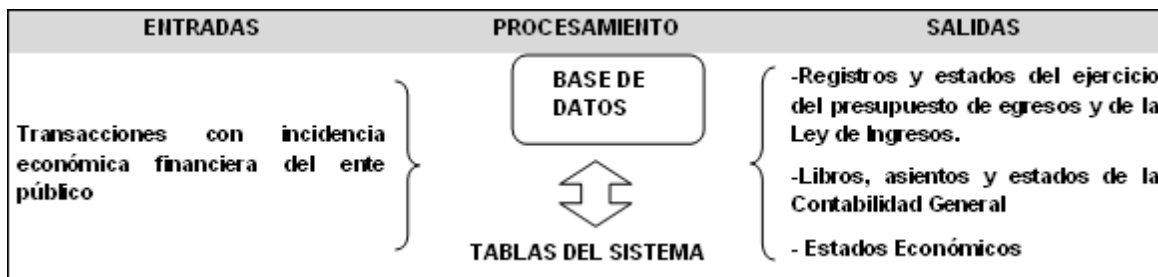 ENTRADAS
PROCESAMIENTO
SALIDAS
Transacciones con incidencia
económica financiera del ente
público
BASE DE
DATOS
TABLAS DEL SISTEMA
-Registros y estados del ejercicio
del presupuesto de egresos y de la
Ley de Ingresos.
-Libros, asientos y estados de la
Contabilidad General
- Estados Económicos